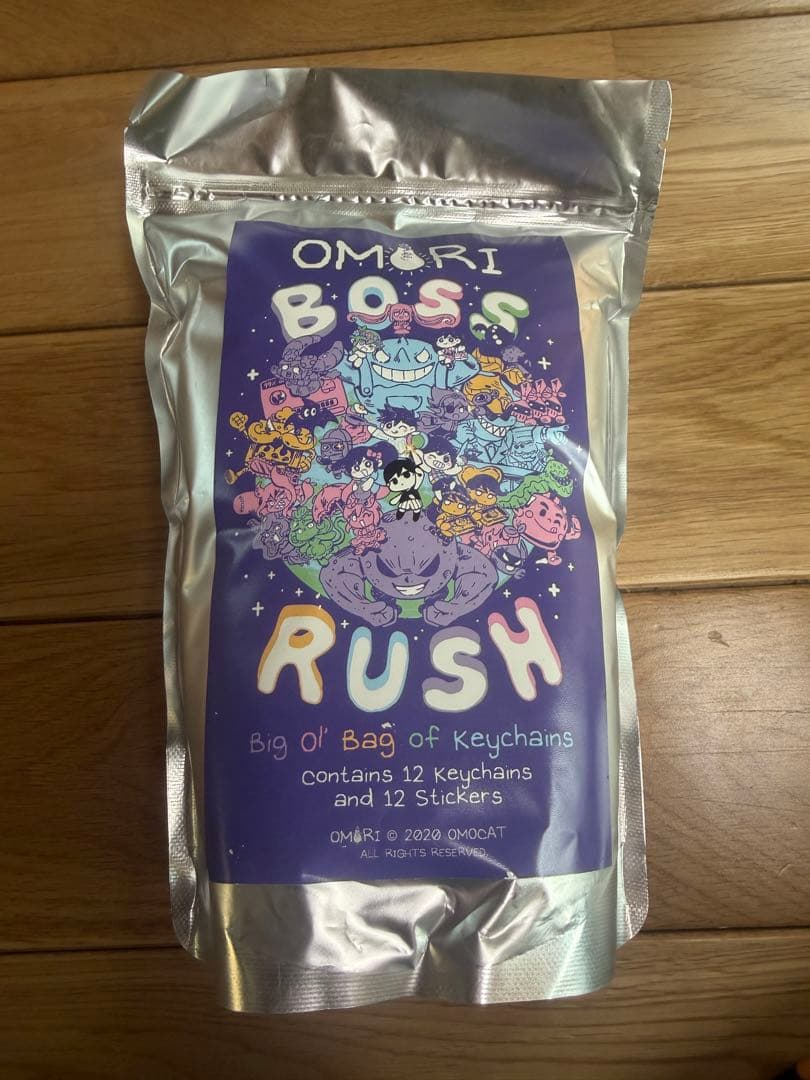 OMORI
BOSS
RUSH
Big Ol' Bag of Keychains
Contains 12 Keychains
and 12 Stickers
OMORI © 2020 OMOCAT
ALL RIGHTS RESERVED.